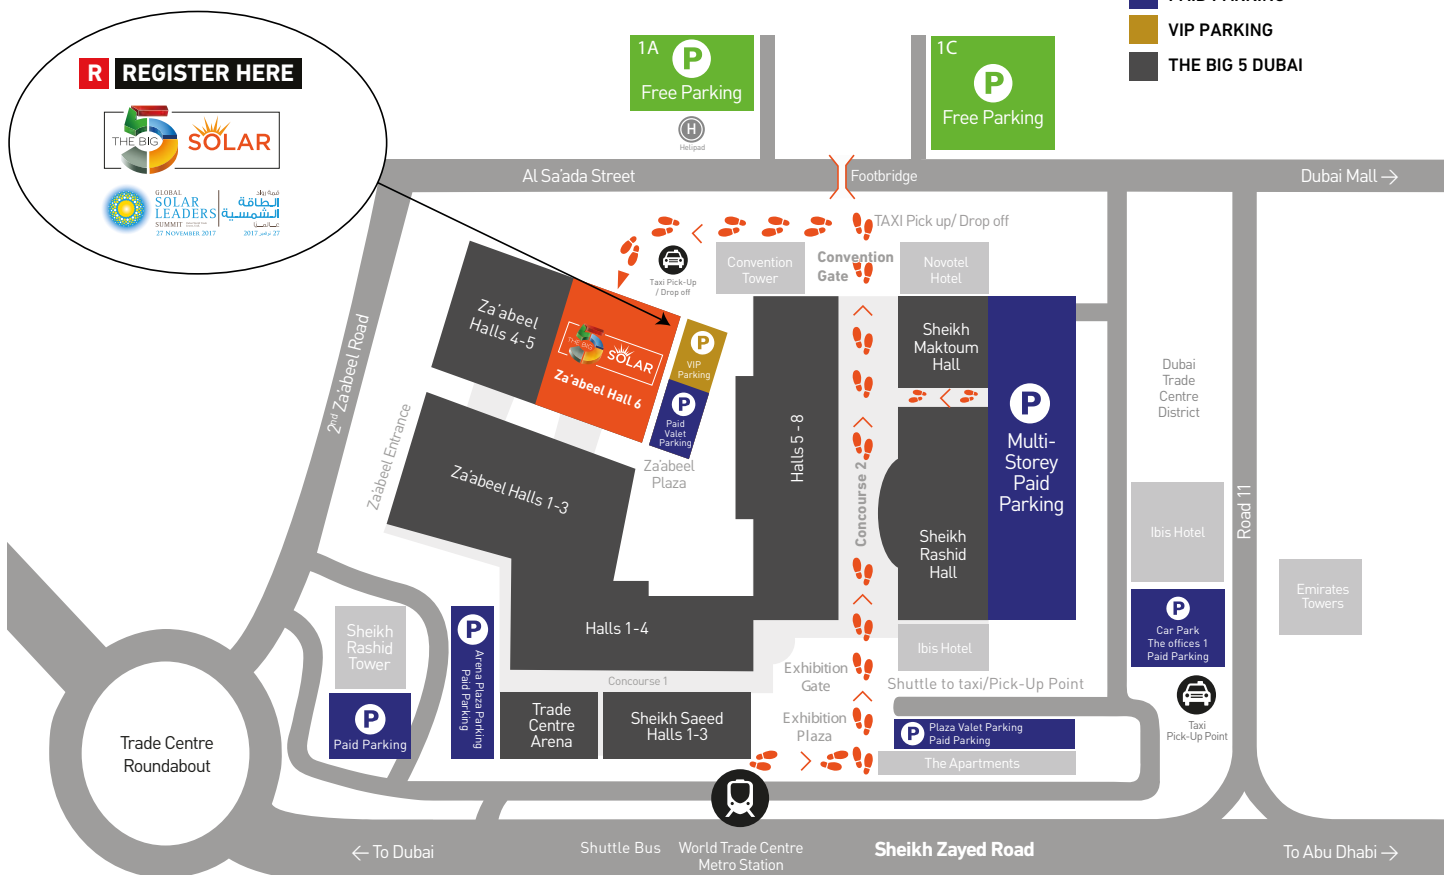 PAID PARKING
VIP PARKING
THE BIG 5 DUBAI
R REGISTER HERE
THE BIG 5 SOLAR
GLOBAL
SOLAR
LEADERS
SUMMIT
27 NOVEMBER 2017
قمة رواد
الطاقة
الشمسية
27 نوفمبر 2017
1A
P
Free Parking
H
Helipad
1C
P
Free Parking
Al Sa'ada Street
Footbridge
Dubai Mall →
TAXI Pick up/ Drop off
Taxi Pick-Up
/ Drop off
Convention
Tower
Convention
Gate
Novotel
Hotel
Za'abeel
Halls 4-5
THE BIG 5 SOLAR
Za'abeel Hall 6
P
VIP
Parking
P
Paid
Valet
Parking
Za'abeel
Plaza
2nd Za'abeel Road
Za'abeel Entrance
Za'abeel Halls 1-3
Halls 5 - 8
Concourse 2
Sheikh
Maktoum
Hall
Sheikh
Rashid
Hall
P
Multi-
Storey
Paid
Parking
Dubai
Trade
Centre
District
Road 11
Ibis Hotel
Emirates
Towers
P
Car Park
The offices 1
Paid Parking
Taxi
Pick-Up Point
Sheikh
Rashid
Tower
P
Paid Parking
P
Arena Plaza Parking
Paid Parking
Halls 1-4
Concourse 1
Trade
Centre
Arena
Sheikh Saeed
Halls 1-3
Exhibition
Gate
Exhibition
Plaza
Ibis Hotel
Shuttle to taxi/Pick-Up Point
P
Plaza Valet Parking
Paid Parking
The Apartments
Trade Centre
Roundabout
← To Dubai
Shuttle Bus
World Trade Centre
Metro Station
Sheikh Zayed Road
To Abu Dhabi →